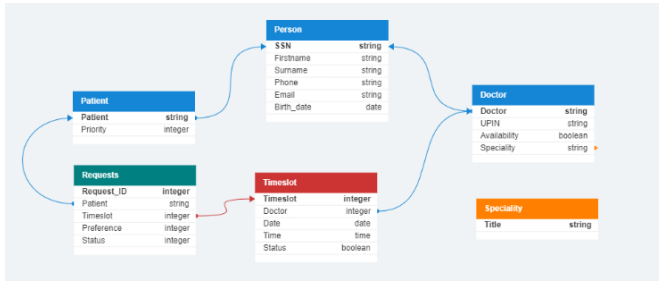 Person
SSN string
Firstname string
Surname string
Phone string
Email string
Birth_date date
Patient
Patient string
Priority integer
Doctor
Doctor string
UPIN string
Availability boolean
Speciality string
Requests
Request_ID integer
Patient string
Timeslot integer
Preference integer
Status integer
Timeslot
Timeslot integer
Doctor integer
Date date
Time time
Status boolean
Speciality
Title string